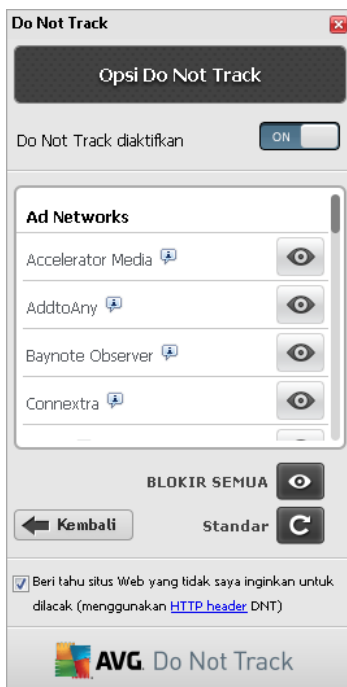 Do Not Track
Opsi Do Not Track
Do Not Track diaktifkan
ON
Ad Networks
Accelerator Media
AddtoAny
Baynote Observer
Connextra
BLOKIR SEMUA
Kembali
Standar
Beri tahu situs Web yang tidak saya inginkan untuk
dilacak (menggunakan HTTP header DNT)
AVG. Do Not Track